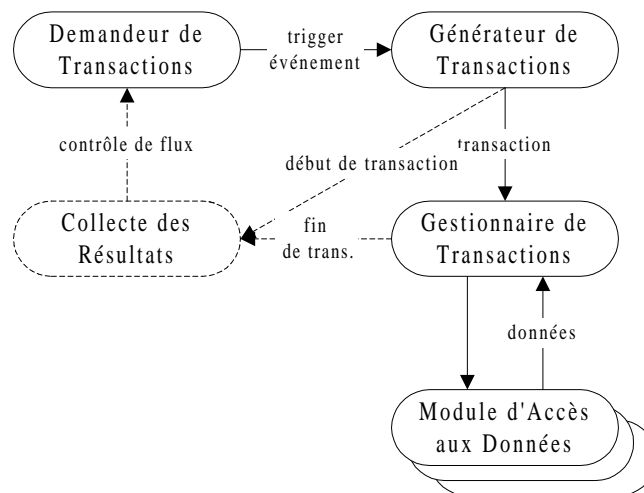 Demandeur de
Transactions
trigger
événement
Générateur de
Transactions
contrôle de flux
début de transaction
transaction
Collecte des
Résultats
fin
de trans.
Gestionnaire de
Transactions
données
Module d'Accès
aux Données